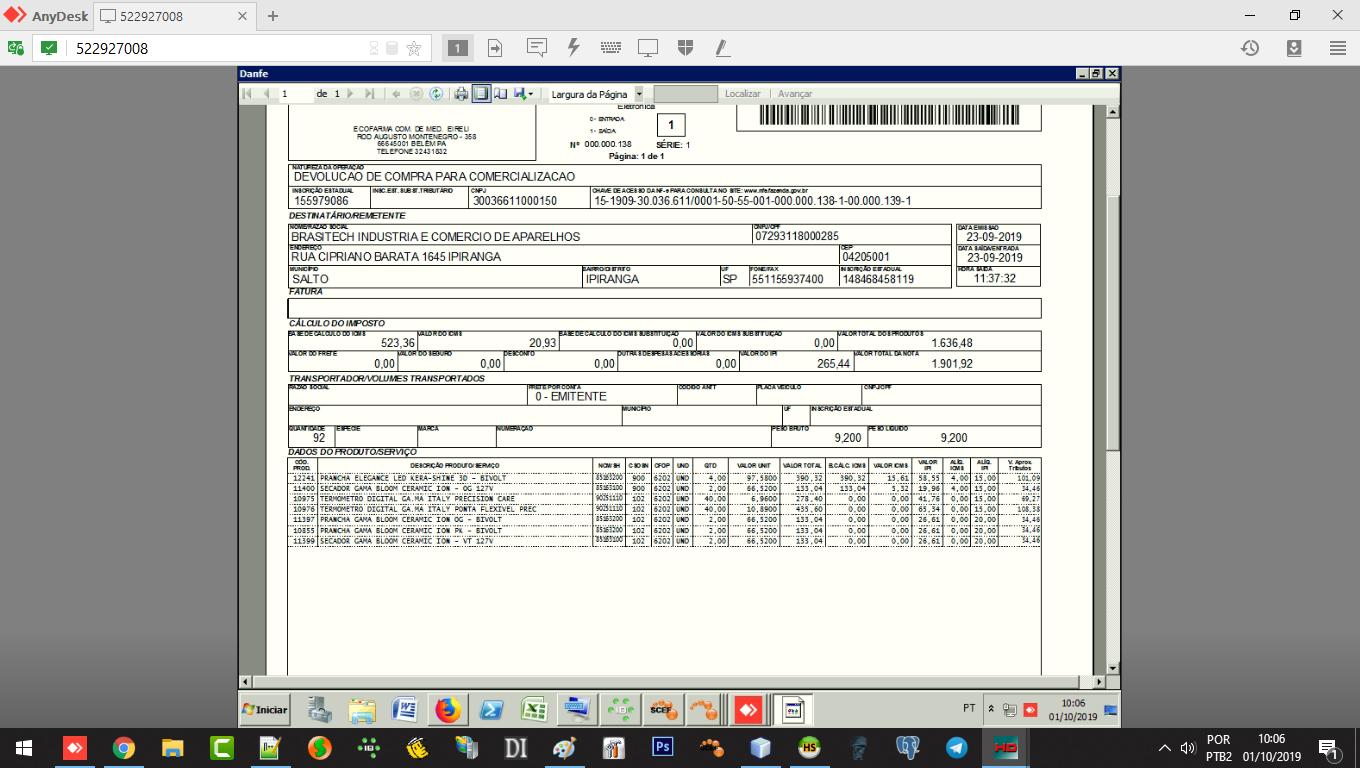 AnyDesk 522927008
522927008 1
Danfe
1 de 1 Largura da Página Localizar Avançar
Eletrônica
0 - ENTRADA
1 - SAÍDA
1
ECOFARMA COM. DE MED. EIRELI
ROD AUGUSTO MONTENEGRO - 358
66645001 BELEM PA
TELEFONE 32431832
Nº 000.000.138 SÉRIE: 1
Página: 1 de 1
NATUREZA DA OPERAÇAO
DEVOLUCAO DE COMPRA PARA COMERCIALIZACAO
INSCRIÇÃO ESTADUAL INSC.EST. SUBST.TRIBUTÁRIO CNPJ CHAVE DE ACESSO DA NF-e PARA CONSULTA NO SITE: www.nfe.fazenda.gov.br
155979086 30036611000150 15-1909-30.036.611/0001-50-55-001-000.000.138-1-00.000.139-1
DESTINATÁRIO/REMETENTE
NOME/RAZAO SOCIAL CNPJ/CPF DATA EMISSAO
BRASITECH INDUSTRIA E COMERCIO DE APARELHOS 07293118000285 23-09-2019
ENDEREÇO CEP DATA SAÍDA/ENTRADA
RUA CIPRIANO BARATA 1645 IPIRANGA 04205001 23-09-2019
MUNICÍPIO BAIRRO/DISTRITO UF FONE/FAX INSCRIÇÃO ESTADUAL HORA SAIDA
SALTO IPIRANGA SP 551155937400 148468458119 11:37:32
FATURA
CÁLCULO DO IMPOSTO
BASE DE CALCULO DO ICMS VALOR DO ICMS BASE DE CALCULO DO ICMS SUBSTITUIÇÃO VALOR DO ICMS SUBSTITUIÇÃO VALOR TOTAL DOS PRODUTOS
523,36 20,93 0,00 0,00 1.636,48
VALOR DO FRETE VALOR DO SEGURO DESCONTO OUTRAS DESPESAS ACESSÓRIAS VALOR DO IPI VALOR TOTAL DA NOTA
0,00 0,00 0,00 0,00 265,44 1.901,92
TRANSPORTADOR/VOLUMES TRANSPORTADOS
RAZAO SOCIAL FRETE POR CONTA CODIGO ANTT PLACA VEICULO CNPJ/CPF
0 - EMITENTE
ENDEREÇO MUNICÍPIO UF INSCRIÇÃO ESTADUAL
QUANTIDADE ESPECIE MARCA NUMERAÇÃO PESO BRUTO PESO LIQUIDO
92 9,200 9,200
DADOS DO PRODUTO/SERVIÇO
CÓD. PROD. DESCRIÇÃO PRODUTO/SERVIÇO NCM/SH CSOSN CFOP UND QTD VALOR UNIT VALOR TOTAL B.CÁLC. ICMS VALOR ICMS VALOR IPI ALÍQ. ICMS ALÍQ. IPI V. Aprox. Tributos
12241 PRANCHA ELEGANCE LED KERA-SHINE 3D - BIVOLT 85163200 900 6202 UND 4,00 97,5800 390,32 390,32 15,61 58,55 4,00 15,00 101,09
11400 SECADOR GAMA BLOOM CERAMIC ION - OG 127V 85163100 900 6202 UND 2,00 66,5200 133,04 133,04 5,32 19,96 4,00 15,00 34,46
10975 TERMOMETRO DIGITAL GA.MA ITALY PRECISION CARE 90251110 102 6202 UND 40,00 6,9600 278,40 0,00 0,00 41,76 0,00 15,00 69,27
10976 TERMOMETRO DIGITAL GA.MA ITALY PONTA FLEXIVEL PREC 90251110 102 6202 UND 40,00 10,8900 435,60 0,00 0,00 65,34 0,00 15,00 108,38
11397 PRANCHA GAMA BLOOM CERAMIC ION OG - BIVOLT 85163200 102 6202 UND 2,00 66,5200 133,04 0,00 0,00 26,61 0,00 20,00 34,46
10855 PRANCHA GAMA BLOOM CERAMIC ION PK - BIVOLT 85163200 102 6202 UND 2,00 66,5200 133,04 0,00 0,00 26,61 0,00 20,00 34,46
11399 SECADOR GAMA BLOOM CERAMIC ION - VT 127V 85163100 102 6202 UND 2,00 66,5200 133,04 0,00 0,00 26,61 0,00 20,00 34,46
Iniciar SCEF PT 10:06
01/10/2019
DI Ps HS HD POR 10:06
PTB2 01/10/2019 1